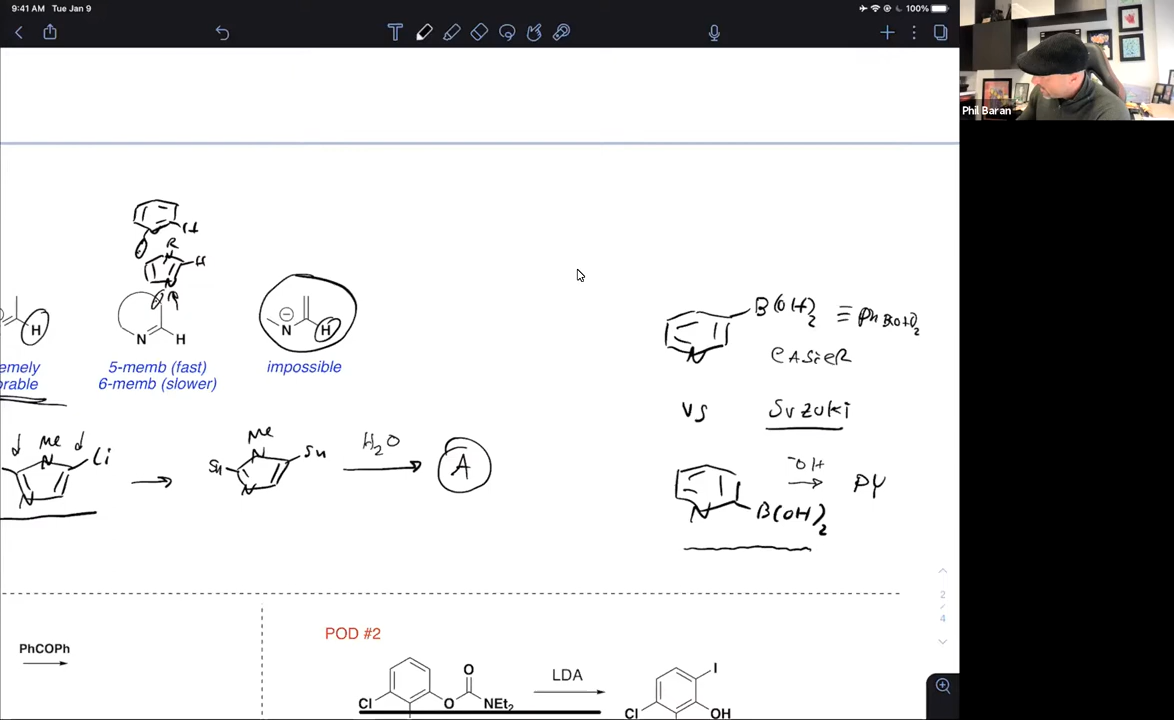 9:41 AM Tue Jan 9
100%
Phil Baran
R
N
H
N
H
N
H
N
H
emely
orable
5-memb (fast)
6-memb (slower)
impossible
B(OH)2 ≡ PhB(OH)2
N
EASIER
VS Suzuki
-OH
PY
N
B(OH)2
Me
Li
N
N
Me
N
Sn
Sn
N
H2O
A
2
/
4
PhCOPh
POD #2
O
Cl
O
NEt2
LDA
I
Cl
OH